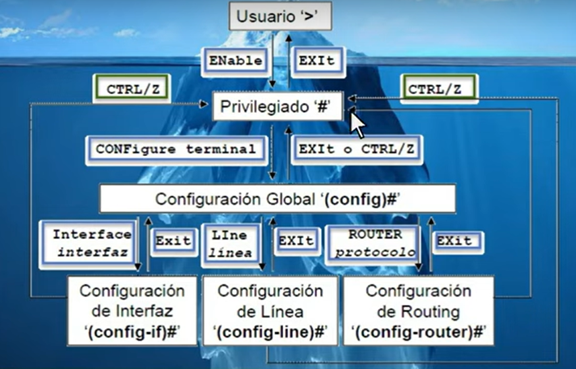 Usuario ‘>’
ENable
EXIt
CTRL/Z
CTRL/Z
Privilegiado ‘#’
CONFigure terminal
EXIt o CTRL/Z
Configuración Global ‘(config)#’
Interface
interfaz
Exit
LIne
línea
EXIt
ROUTER
protocolo
EXit
Configuración
de Interfaz
‘(config-if)#’
Configuración
de Línea
‘(config-line)#’
Configuración
de Routing
‘(config-router)#’